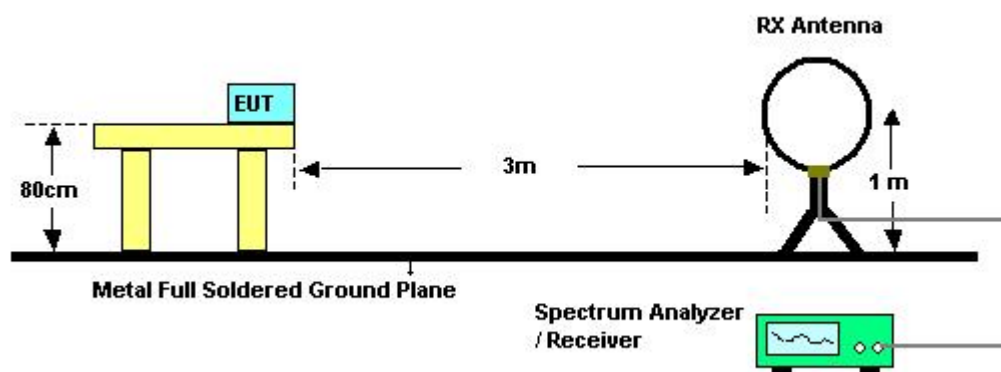 RX Antenna
EUT
3m
80cm
1 m
Metal Full Soldered Ground Plane
Spectrum Analyzer
/ Receiver